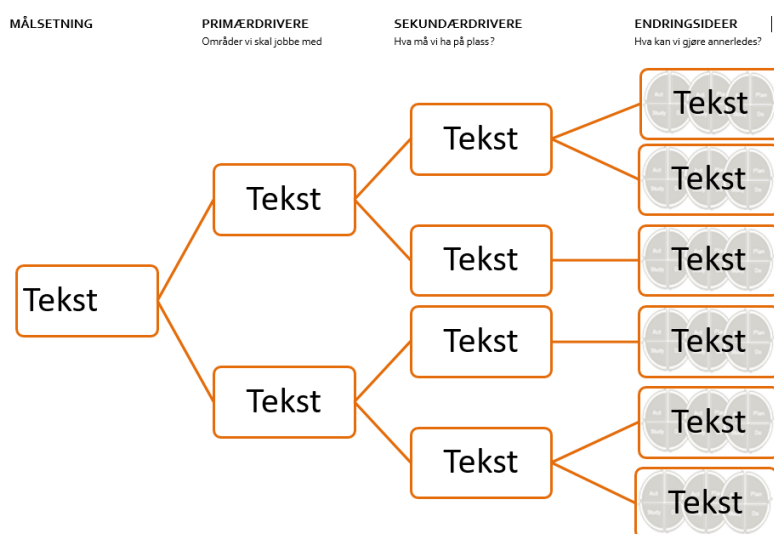 MÅLSETNING
PRIMÆRDRIVERE
Områder vi skal jobbe med
SEKUNDÆRDRIVERE
Hva må vi ha på plass?
ENDRINGSIDEER
Hva kan vi gjøre annerledes?
Tekst
Tekst
Tekst
Tekst
Tekst
Tekst
Tekst
Tekst
Tekst
Tekst
Tekst
Tekst
Tekst